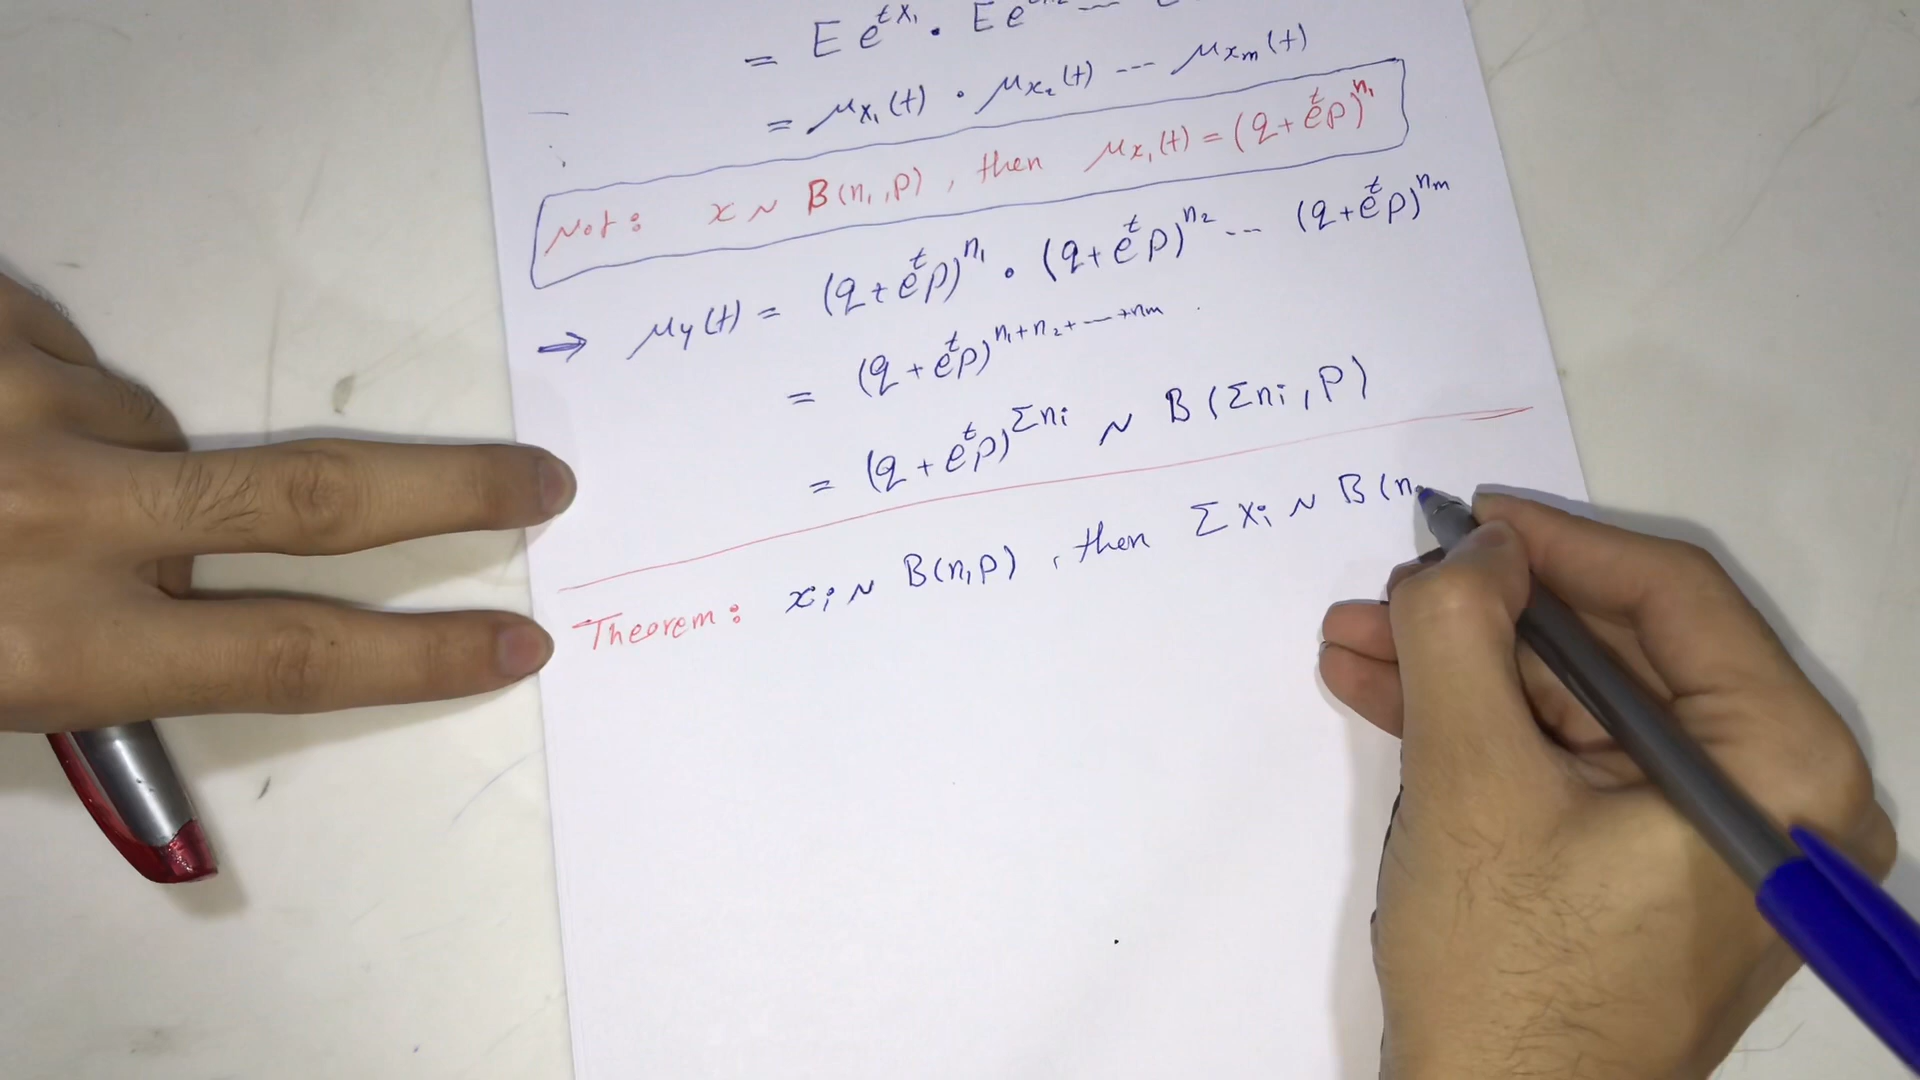 = E e^{tX₁} · E e
= μ_{X₁}(t) · μ_{X₂}(t) --- μ_{Xm}(t)
Not: x ~ B(n₁, p), then μ_{x₁}(t) = (q + e^t p)^{n₁}
⇒ μ_Y(t) = (q + e^t p)^{n₁} · (q + e^t p)^{n₂} --- (q + e^t p)^{nm}
= (q + e^t p)^{n₁+n₂+---+nm}
= (q + e^t p)^{Σni} ~ B(Σni, P)
Theorem: xi ~ B(n,p), then Σ Xi ~ B(n